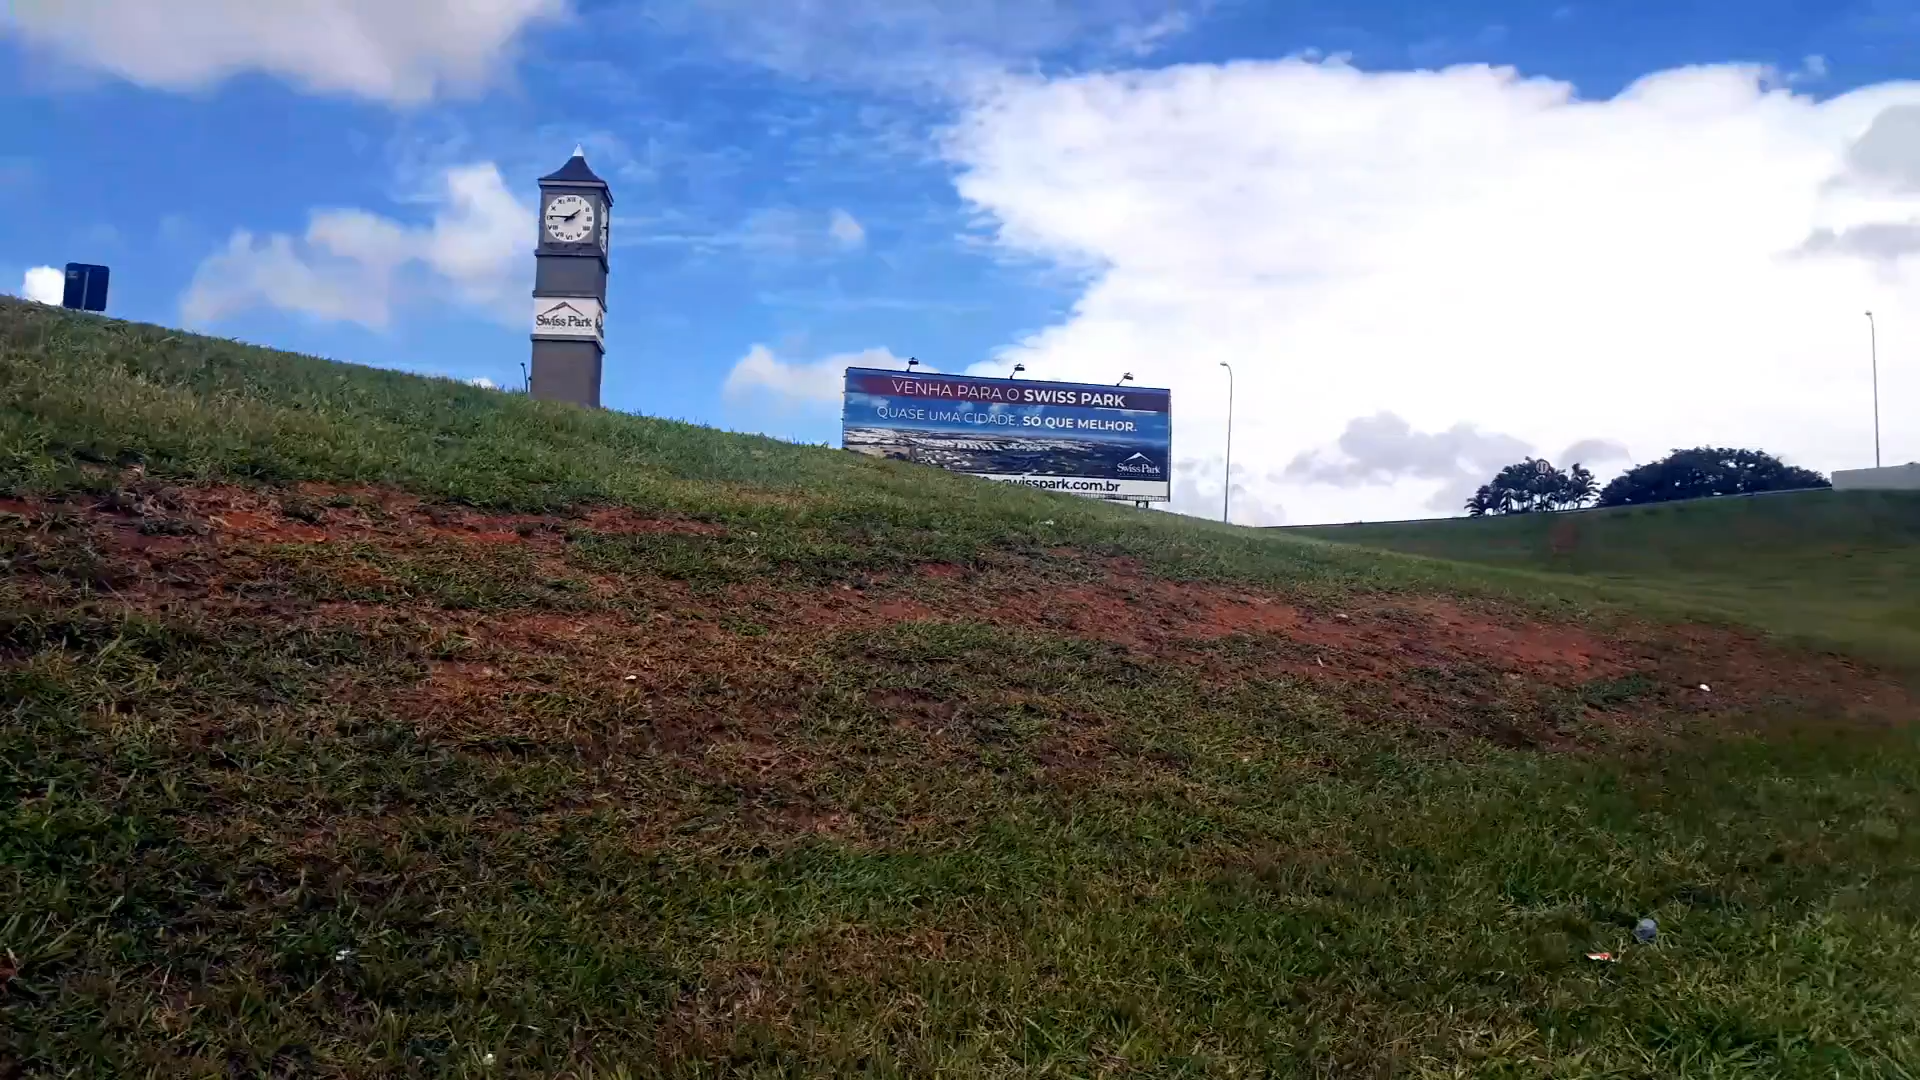 Swiss Park
VENHA PARA O SWISS PARK
QUASE UMA CIDADE, SÓ QUE MELHOR.
Swiss Park
swisspark.com.br